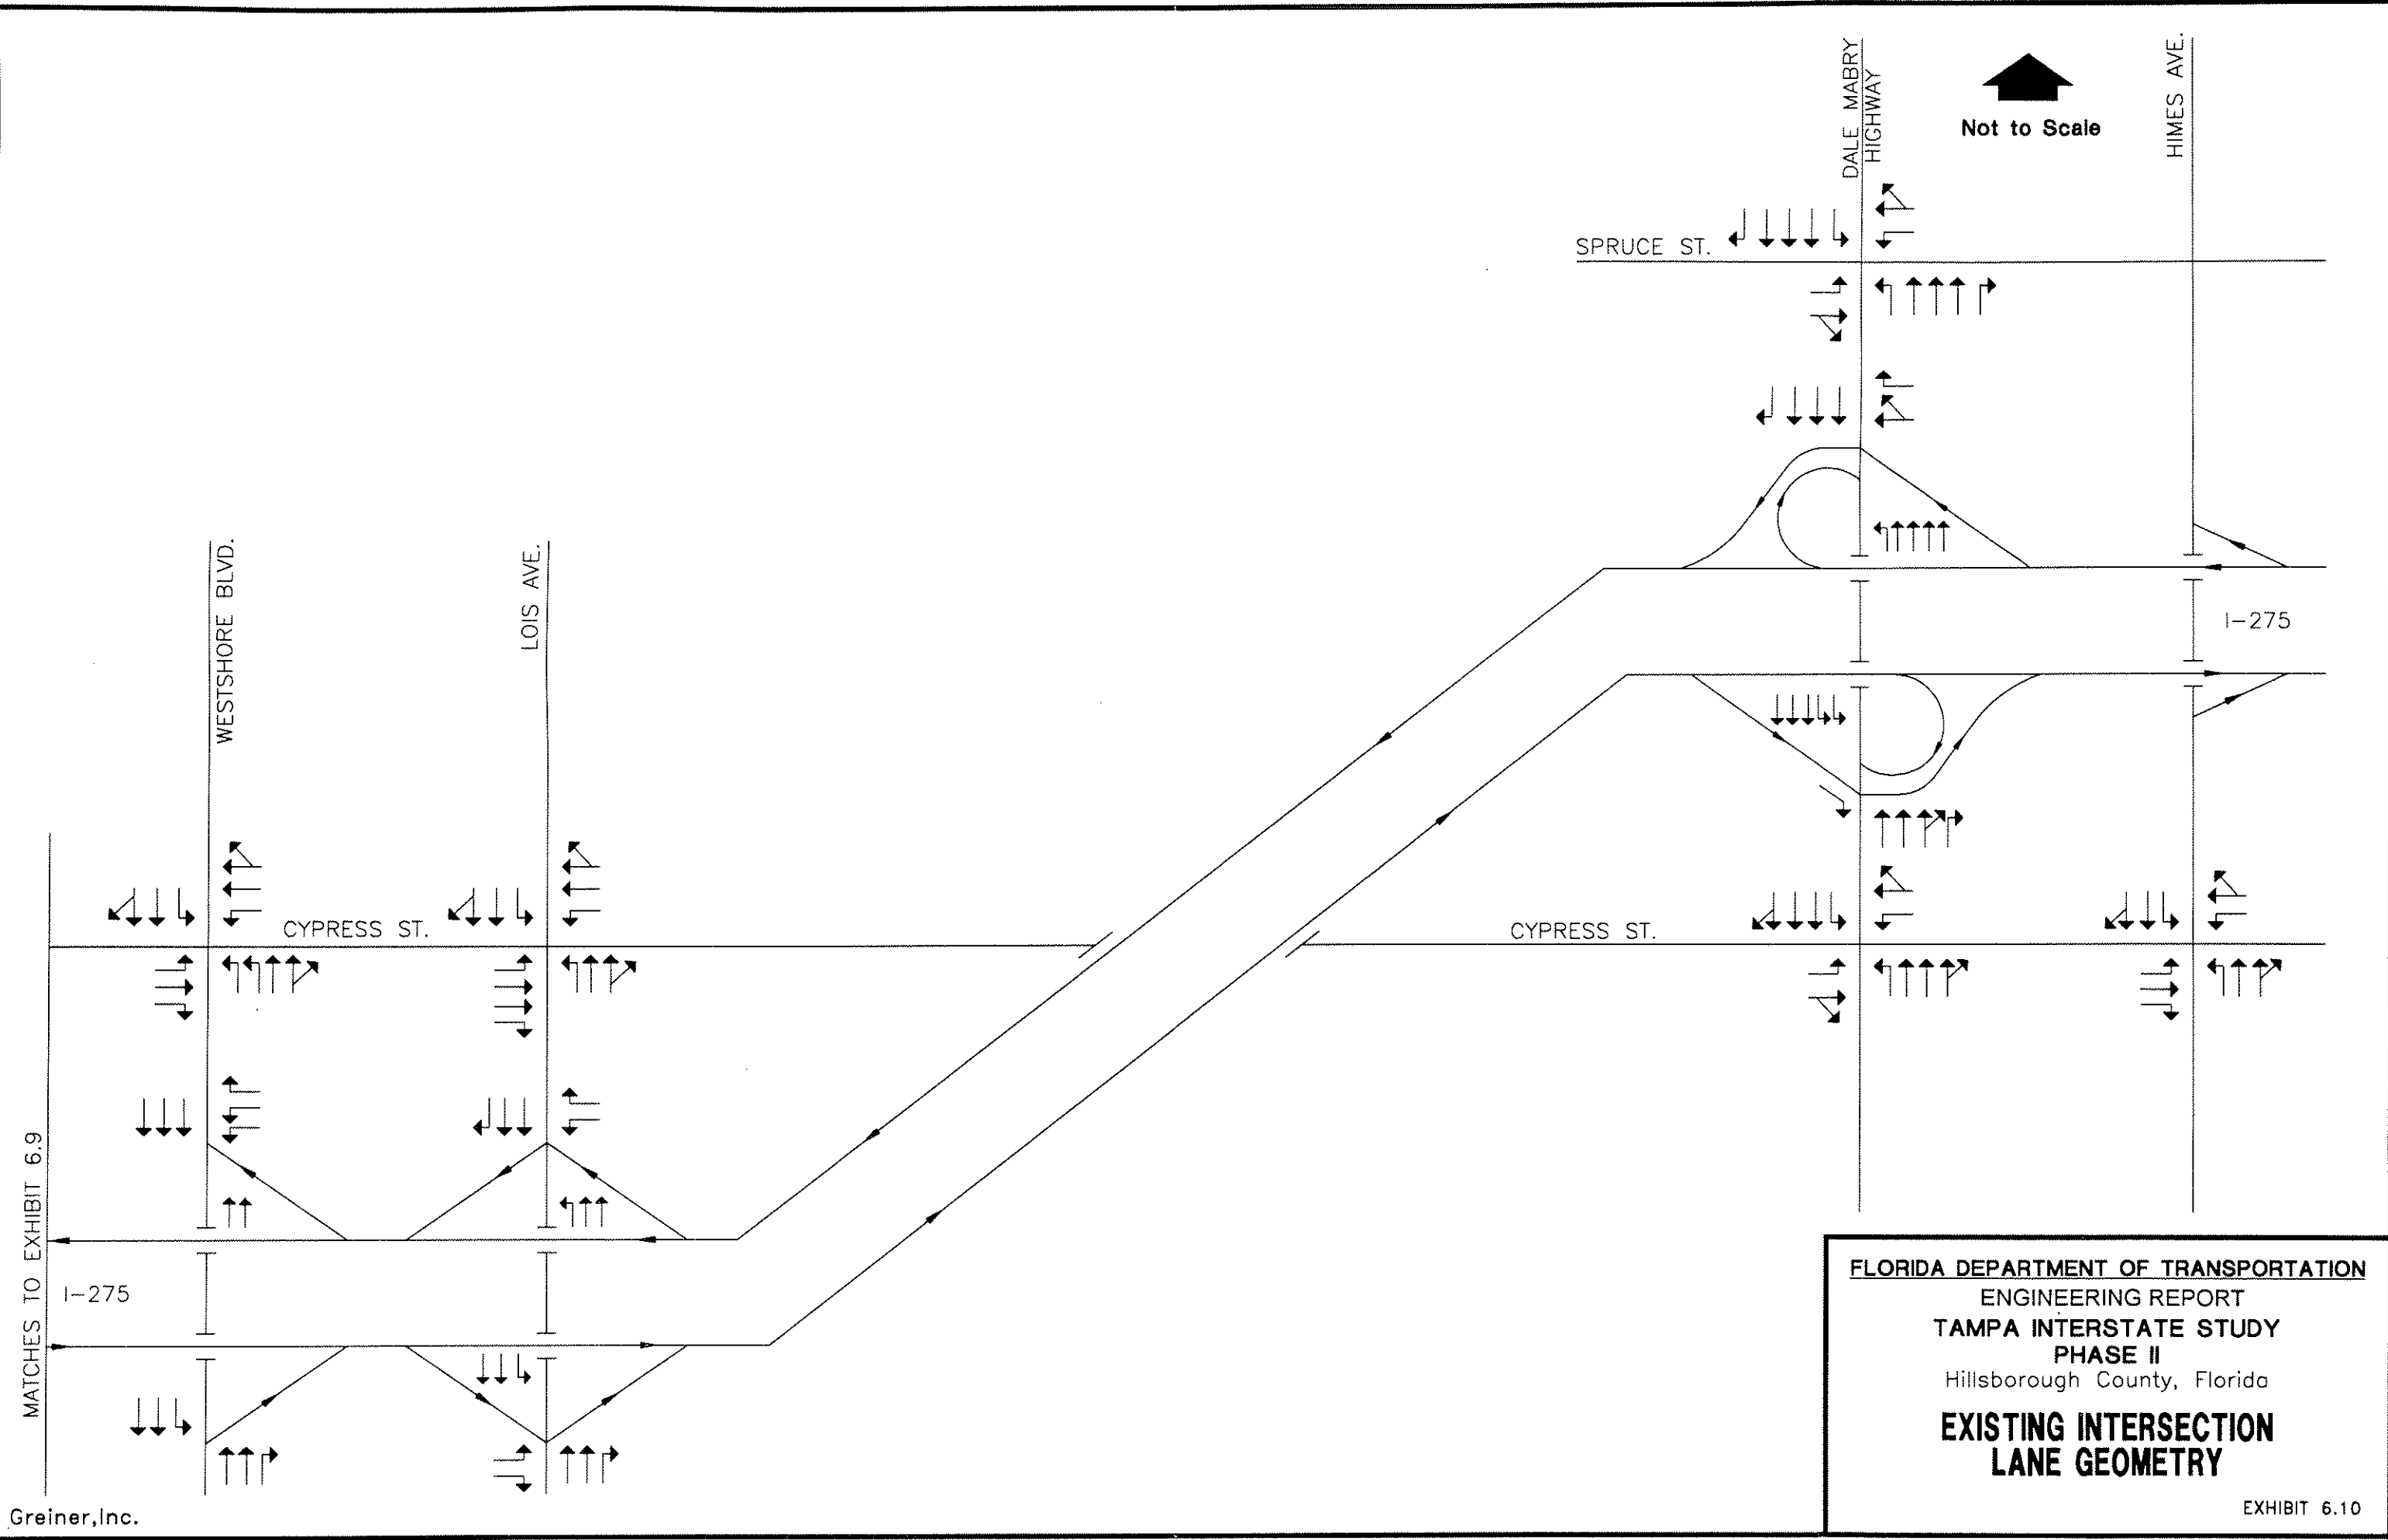 DALE MABRY
HIGHWAY
Not to Scale
HIMES AVE.
SPRUCE ST.
WESTSHORE BLVD.
LOIS AVE.
I-275
CYPRESS ST.
CYPRESS ST.
MATCHES TO EXHIBIT 6.9
I-275
FLORIDA DEPARTMENT OF TRANSPORTATION
ENGINEERING REPORT
TAMPA INTERSTATE STUDY
PHASE II
Hillsborough County, Florida
EXISTING INTERSECTION
LANE GEOMETRY
EXHIBIT 6.10
Greiner,Inc.